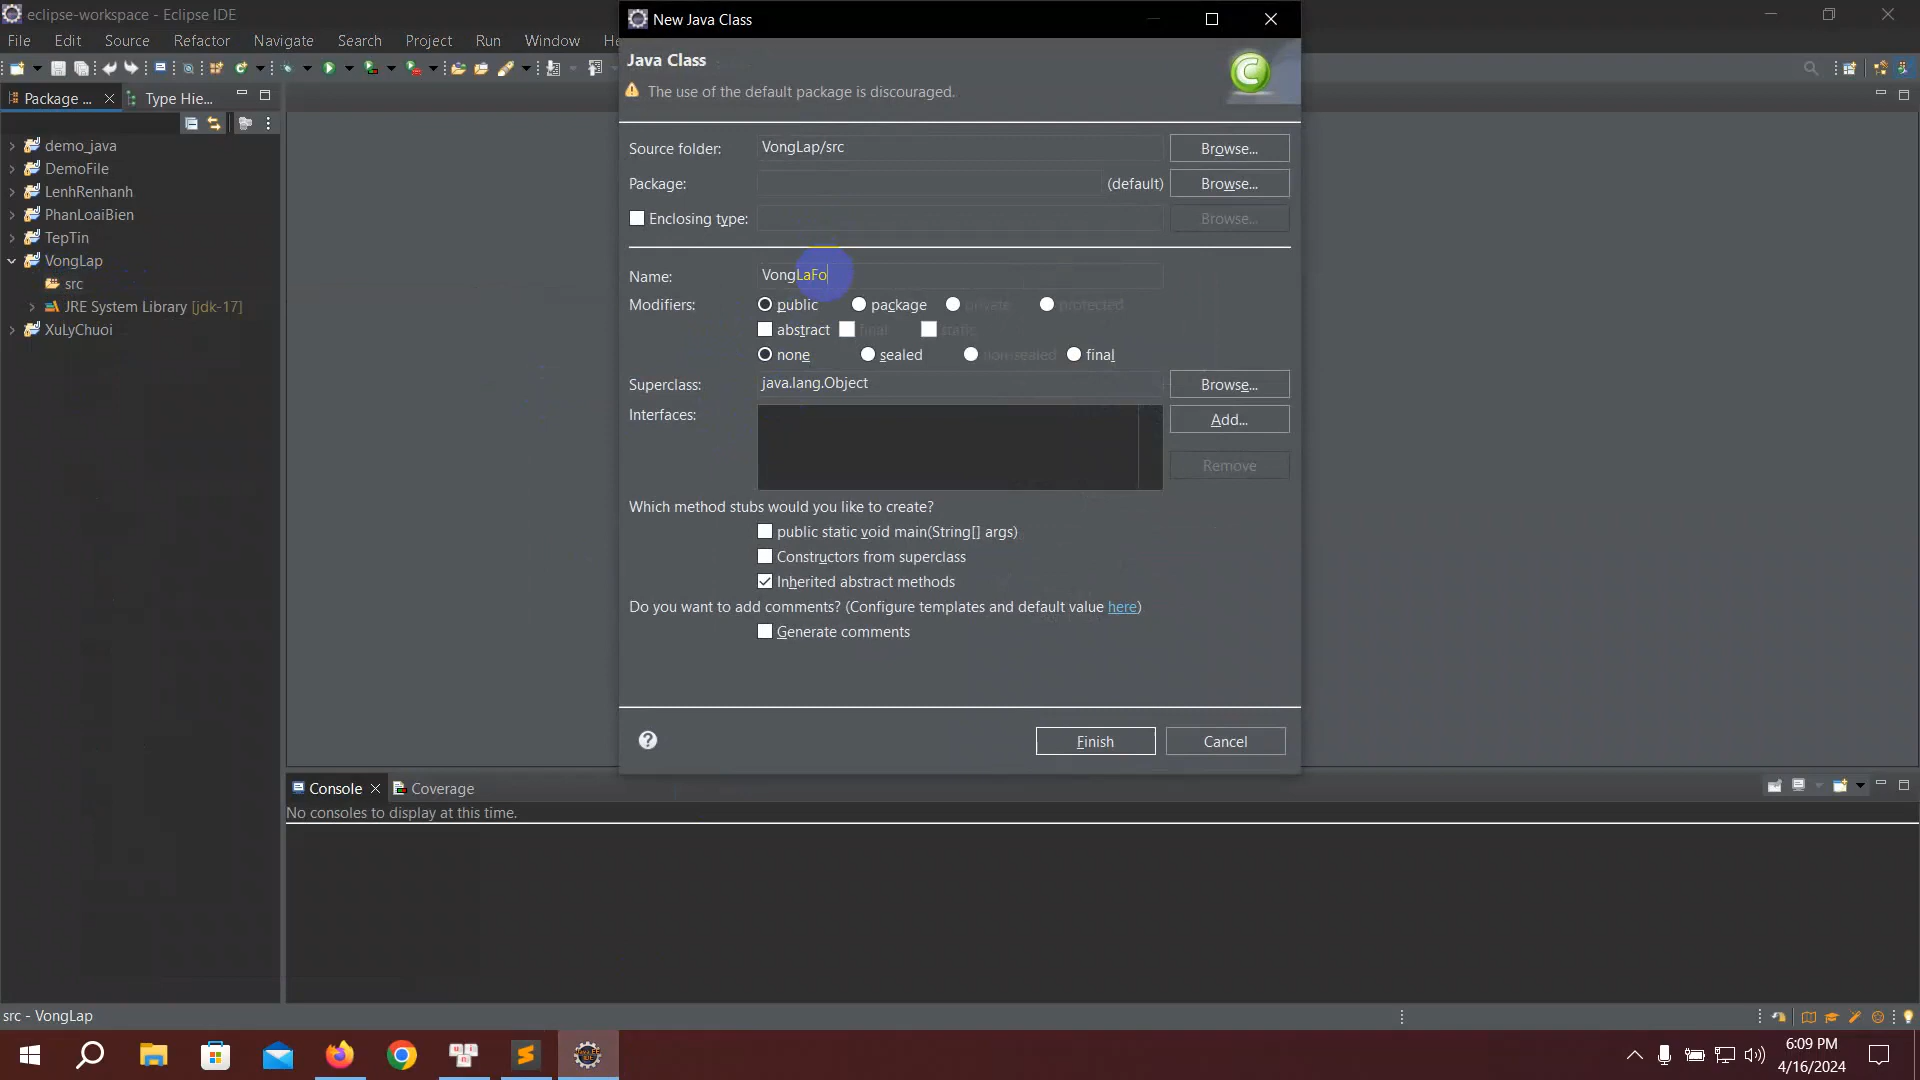 eclipse-workspace - Eclipse IDE
File Edit Source Refactor Navigate Search Project Run Window He
Package ... Type Hie...
demo_java
DemoFile
LenhRenhanh
PhanLoaiBien
TepTin
VongLap
src
JRE System Library [jdk-17]
XuLyChuoi
New Java Class
Java Class
The use of the default package is discouraged.
Source folder: VongLap/src Browse...
Package: (default) Browse...
Enclosing type: Browse...
Name: VongLaFo
Modifiers: public package private protected
abstract final static
none sealed non-sealed final
Superclass: java.lang.Object Browse...
Interfaces: Add...
Remove
Which method stubs would you like to create?
public static void main(String[] args)
Constructors from superclass
Inherited abstract methods
Do you want to add comments? (Configure templates and default value here)
Generate comments
Finish Cancel
Console Coverage
No consoles to display at this time.
src - VongLap
6:09 PM
4/16/2024